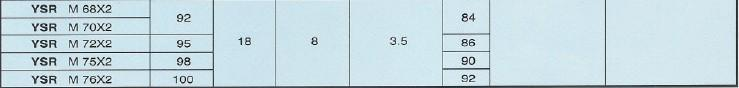 YSR M 68X2 92 84
YSR M 70X2
YSR M 72X2 95 18 8 3.5 86
YSR M 75X2 98 90
YSR M 76X2 100 92